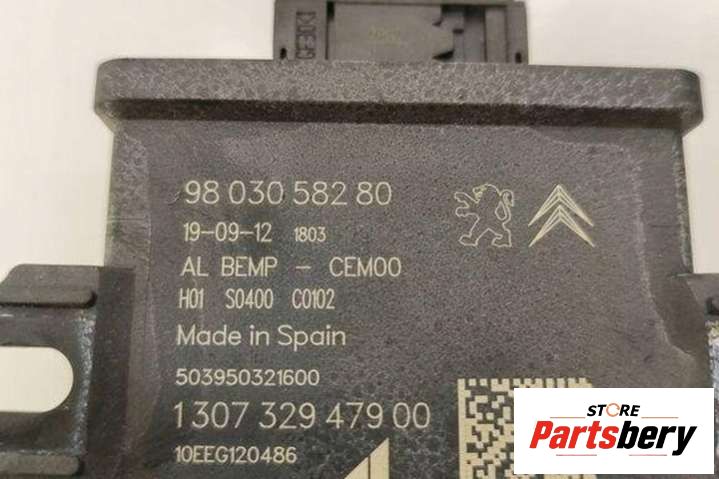 GF30
98 030 582 80
19-09-12 1803
AL BEMP - CEM00
H01 S0400 C0102
Made in Spain
503950321600
1 307 329 479 00
10EEG120486
STORE
Partsbery